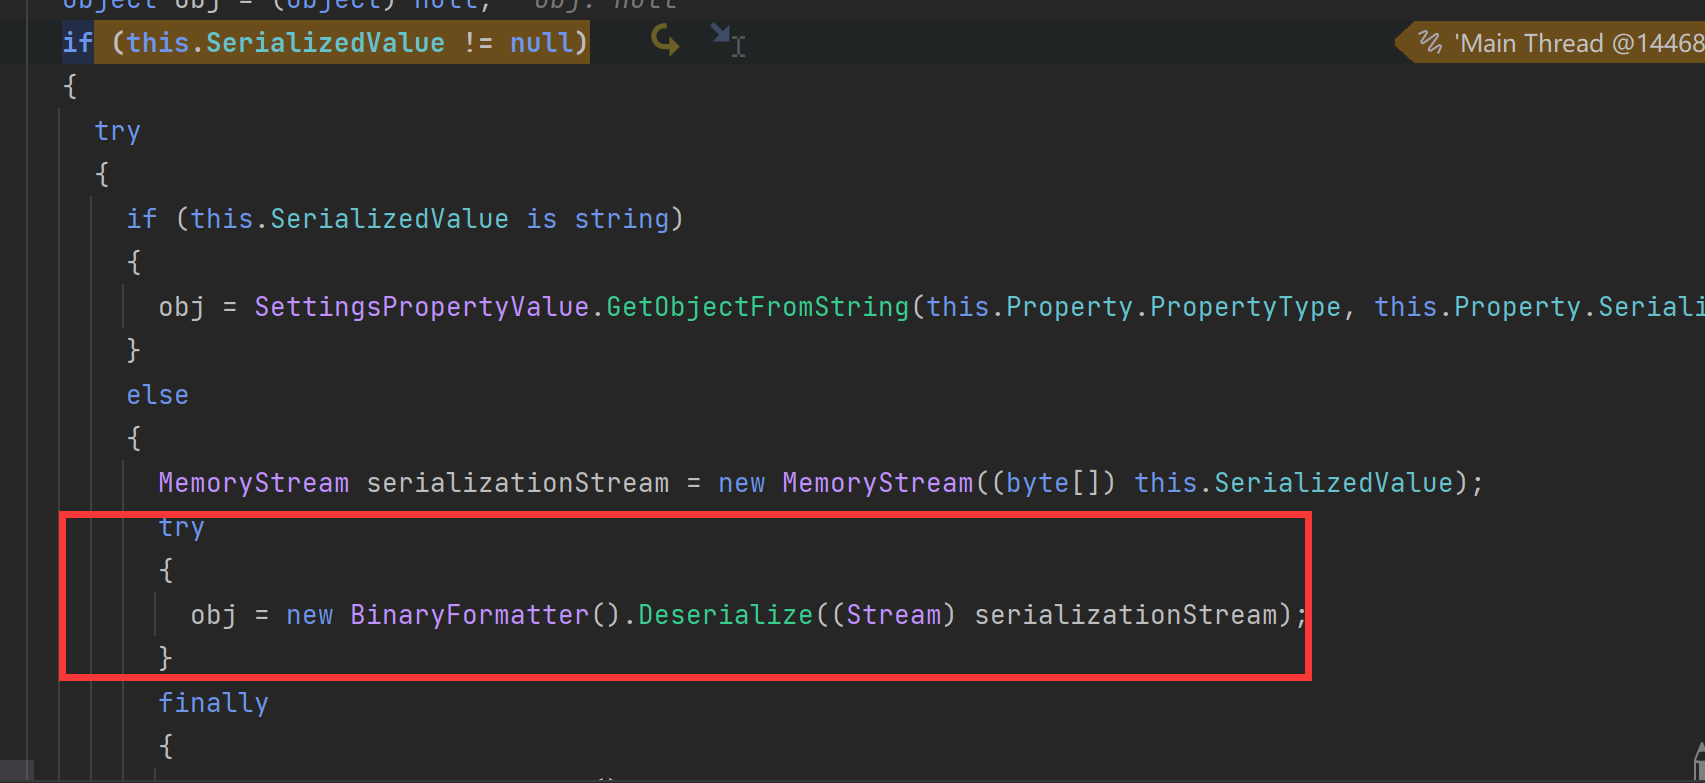 object obj = (object) null;   obj: null
if (this.SerializedValue != null)   'Main Thread @14468
{
try
{
if (this.SerializedValue is string)
{
obj = SettingsPropertyValue.GetObjectFromString(this.Property.PropertyType, this.Property.Seriali
}
else
{
MemoryStream serializationStream = new MemoryStream((byte[]) this.SerializedValue);
try
{
obj = new BinaryFormatter().Deserialize((Stream) serializationStream);
}
finally
{